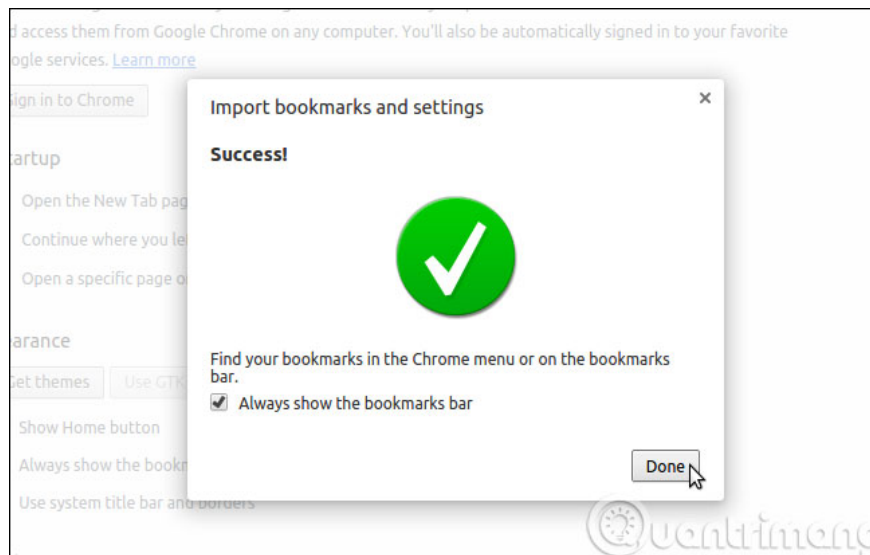 access them from Google Chrome on any computer. You'll also be automatically signed in to your favorite
ogle services. Learn more
Sign in to Chrome
Import bookmarks and settings
×
Success!
artup
Open the New Tab pag
Continue where you le
Open a specific page o
Find your bookmarks in the Chrome menu or on the bookmarks
bar.
Always show the bookmarks bar
arance
Get themes
Use GTK
Show Home button
Always show the bookm
Use system title bar and borders
Done
Quantrimang